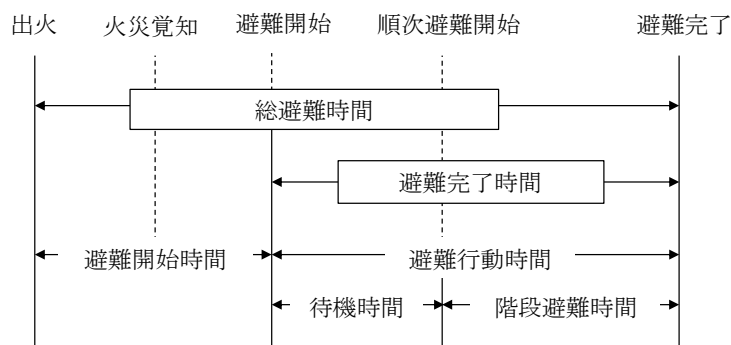 出火 火災覚知 避難開始 順次避難開始 避難完了
総避難時間
避難完了時間
避難開始時間 避難行動時間
待機時間 階段避難時間